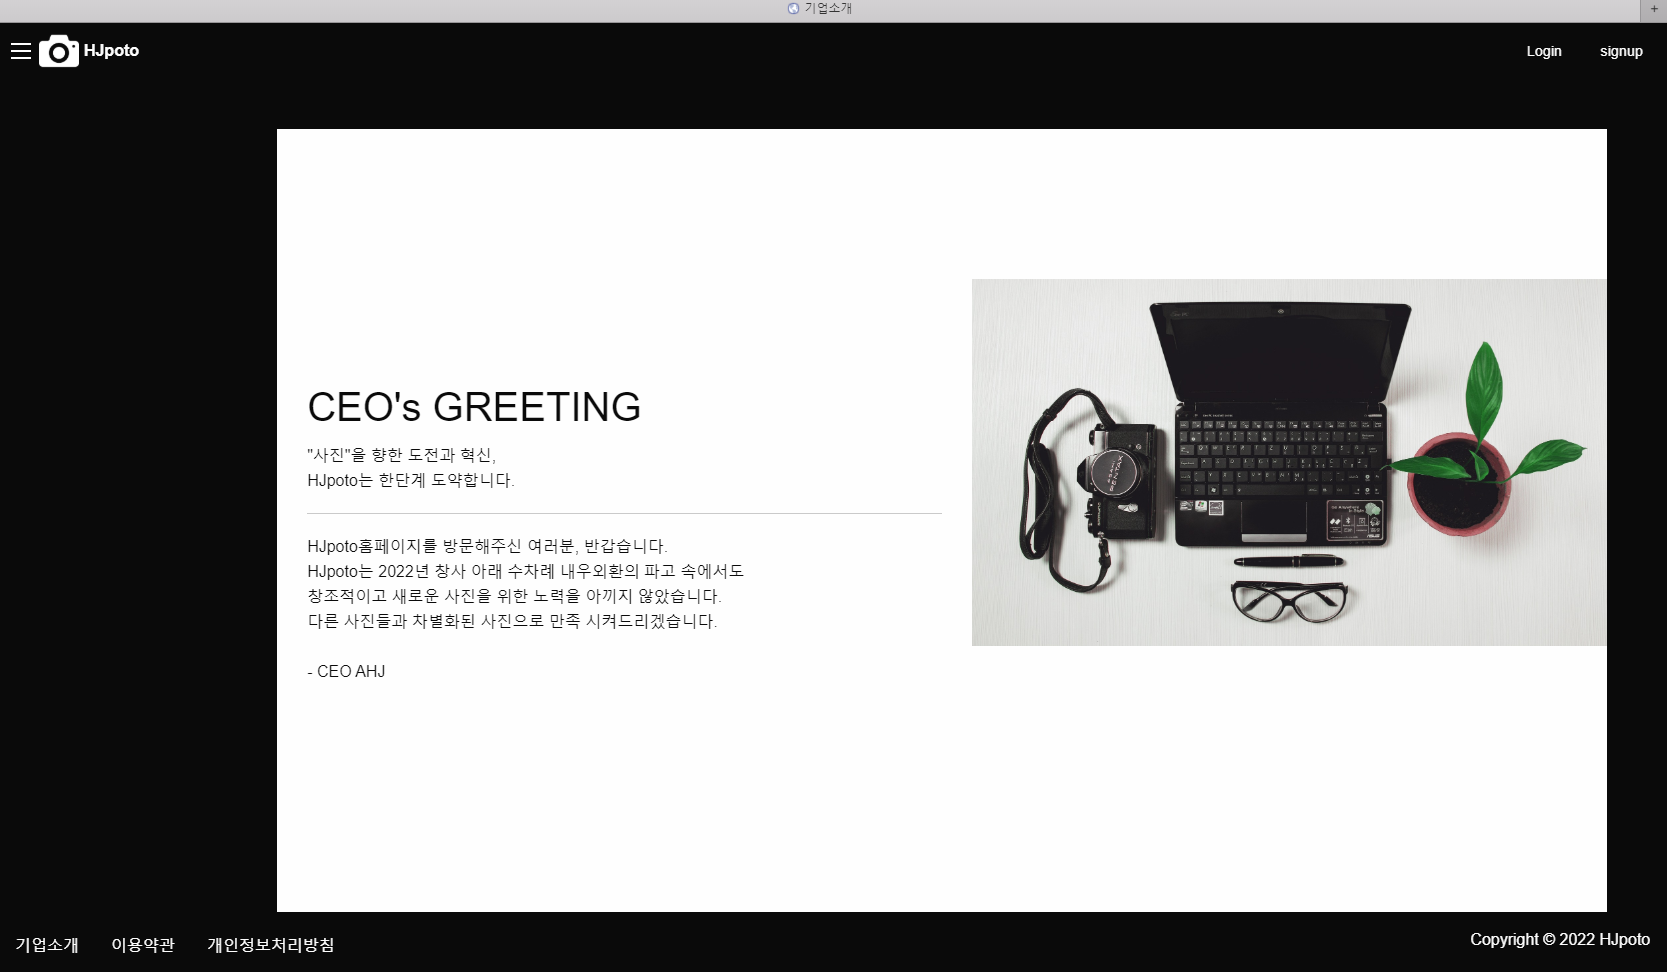 기업소개
+
HJpoto
Login
signup
CEO's GREETING
"사진"을 향한 도전과 혁신,
HJpoto는 한단계 도약합니다.
HJpoto홈페이지를 방문해주신 여러분, 반갑습니다.
HJpoto는 2022년 창사 아래 수차례 내우외환의 파고 속에서도
창조적이고 새로운 사진을 위한 노력을 아끼지 않았습니다.
다른 사진들과 차별화된 사진으로 만족 시켜드리겠습니다.
- CEO AHJ
PENTAX
기업소개
이용약관
개인정보처리방침
Copyright © 2022 HJpoto